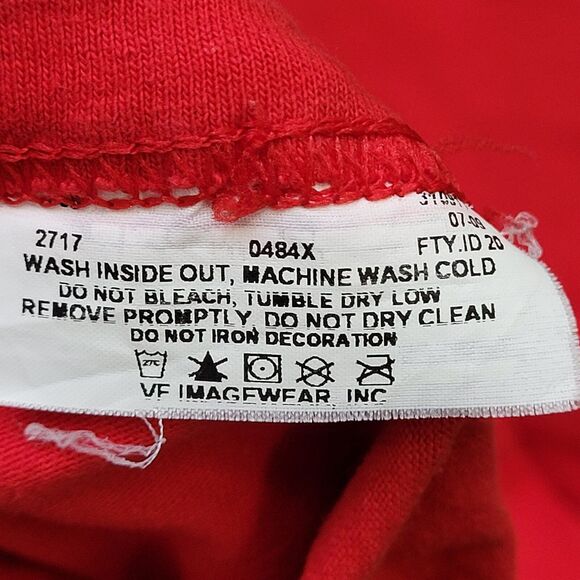 07-09
2717 0484X FTY.ID 20
WASH INSIDE OUT, MACHINE WASH COLD
DO NOT BLEACH, TUMBLE DRY LOW
REMOVE PROMPTLY, DO NOT DRY CLEAN
DO NOT IRON DECORATION
VF IMAGEWEAR, INC